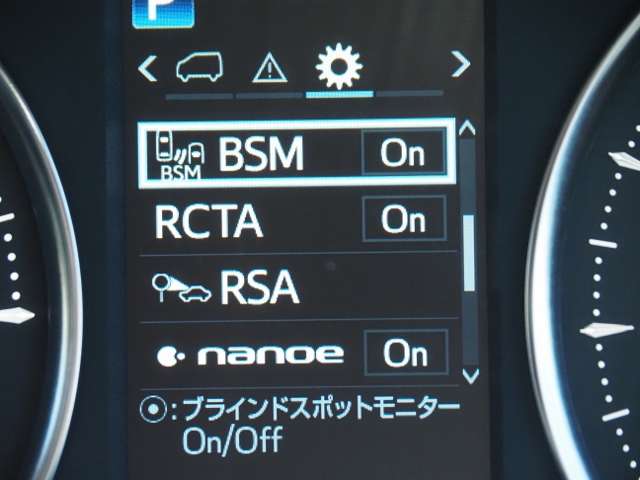 P
BSM BSM On
RCTA On
RSA
nanoe On
⦿:ブラインドスポットモニター
On/Off